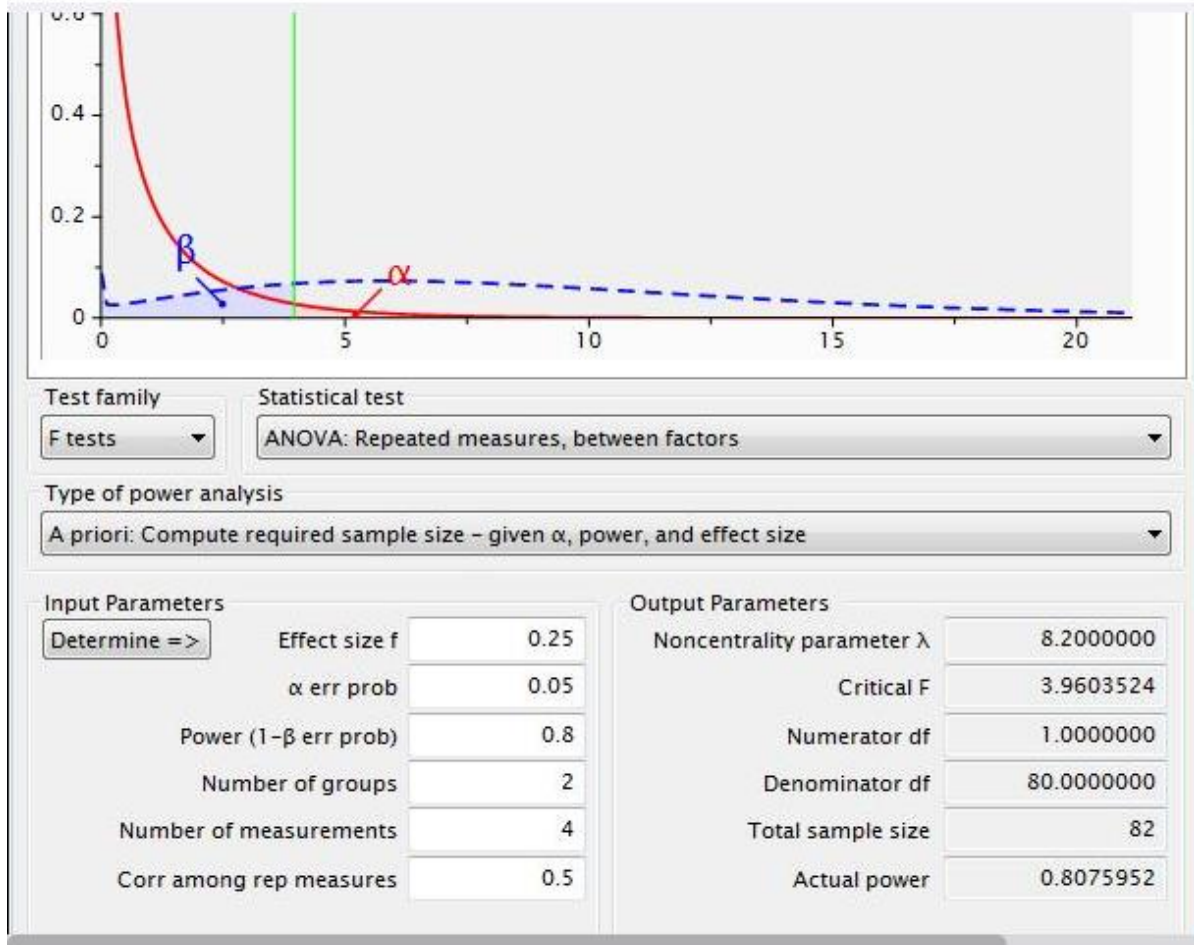 0.6
0.4
0.2
β
α
0
0 5 10 15 20
Test family Statistical test
F tests ANOVA: Repeated measures, between factors
Type of power analysis
A priori: Compute required sample size – given α, power, and effect size
Input Parameters Output Parameters
Determine => Effect size f 0.25 Noncentrality parameter λ 8.2000000
α err prob 0.05 Critical F 3.9603524
Power (1-β err prob) 0.8 Numerator df 1.0000000
Number of groups 2 Denominator df 80.0000000
Number of measurements 4 Total sample size 82
Corr among rep measures 0.5 Actual power 0.8075952